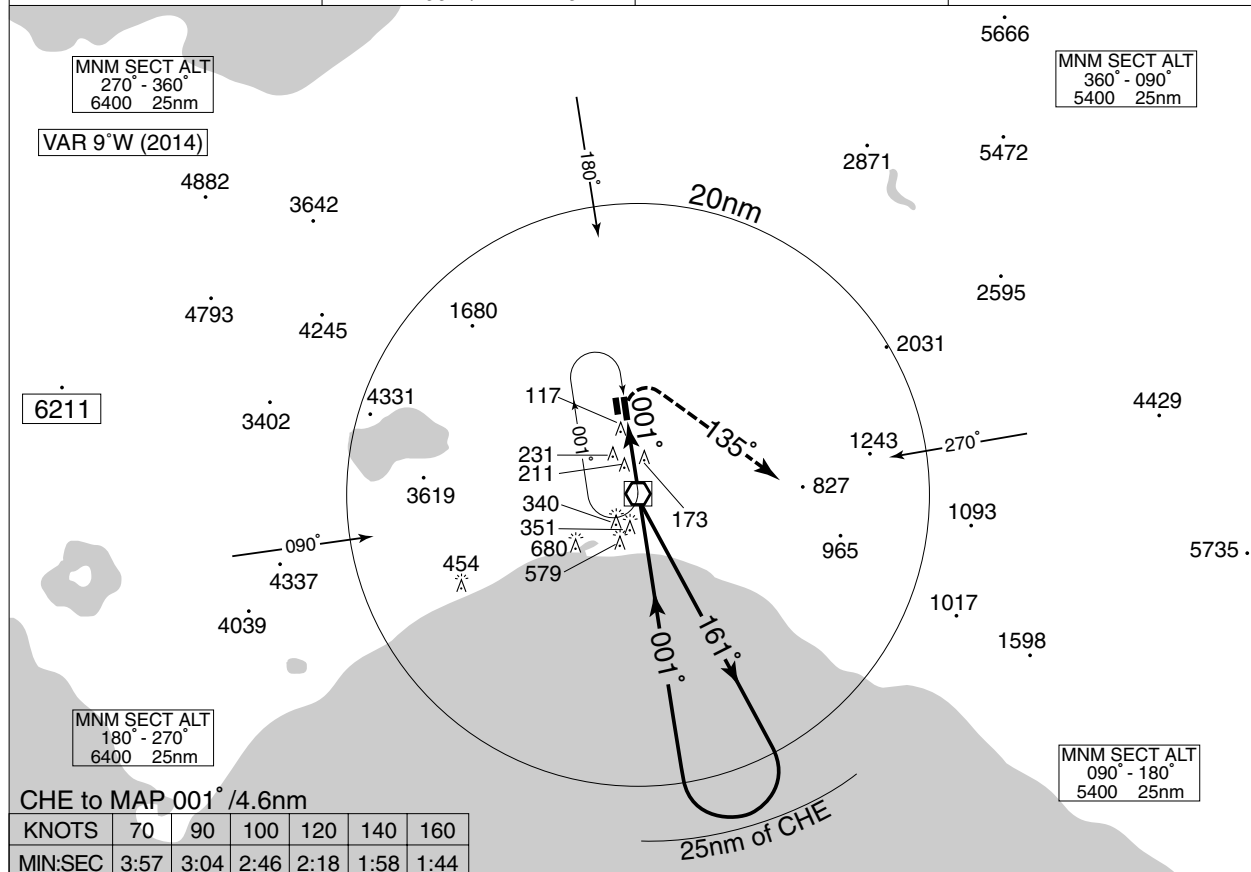 5666
MNM SECT ALT
270° - 360°
6400 25nm
MNM SECT ALT
360° - 090°
5400 25nm
VAR 9°W (2014)
180°
2871
5472
4882
3642
20nm
4793
4245
1680
2595
2031
6211
3402
4331
117
001°
001°
135°
4429
1243
270°
231
211
3619
827
340
351
173
1093
090°
680
965
5735
454
579
4337
4039
1017
1598
001°
161°
MNM SECT ALT
180° - 270°
6400 25nm
MNM SECT ALT
090° - 180°
5400 25nm
25nm of CHE
CHE to MAP 001° /4.6nm
KNOTS 70 90 100 120 140 160
MIN:SEC 3:57 3:04 2:46 2:18 1:58 1:44